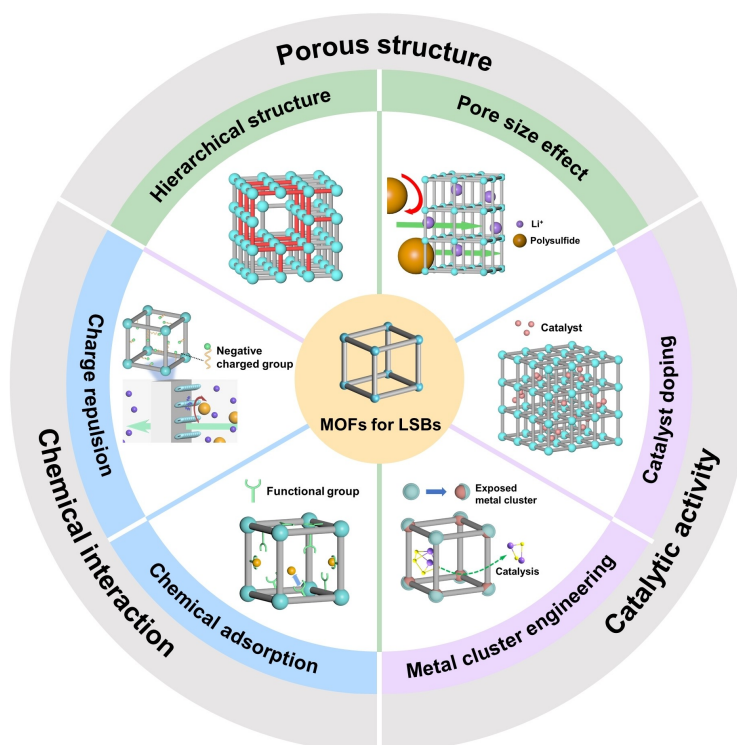 Porous structure
Hierarchical structure
Pore size effect
Li⁺
Polysulfide
Charge repulsion
Negative
charged group
Catalyst
Catalyst doping
MOFs for LSBs
Chemical interaction
Catalytic activity
Functional group
Exposed
metal cluster
Catalysis
Chemical adsorption
Metal cluster engineering